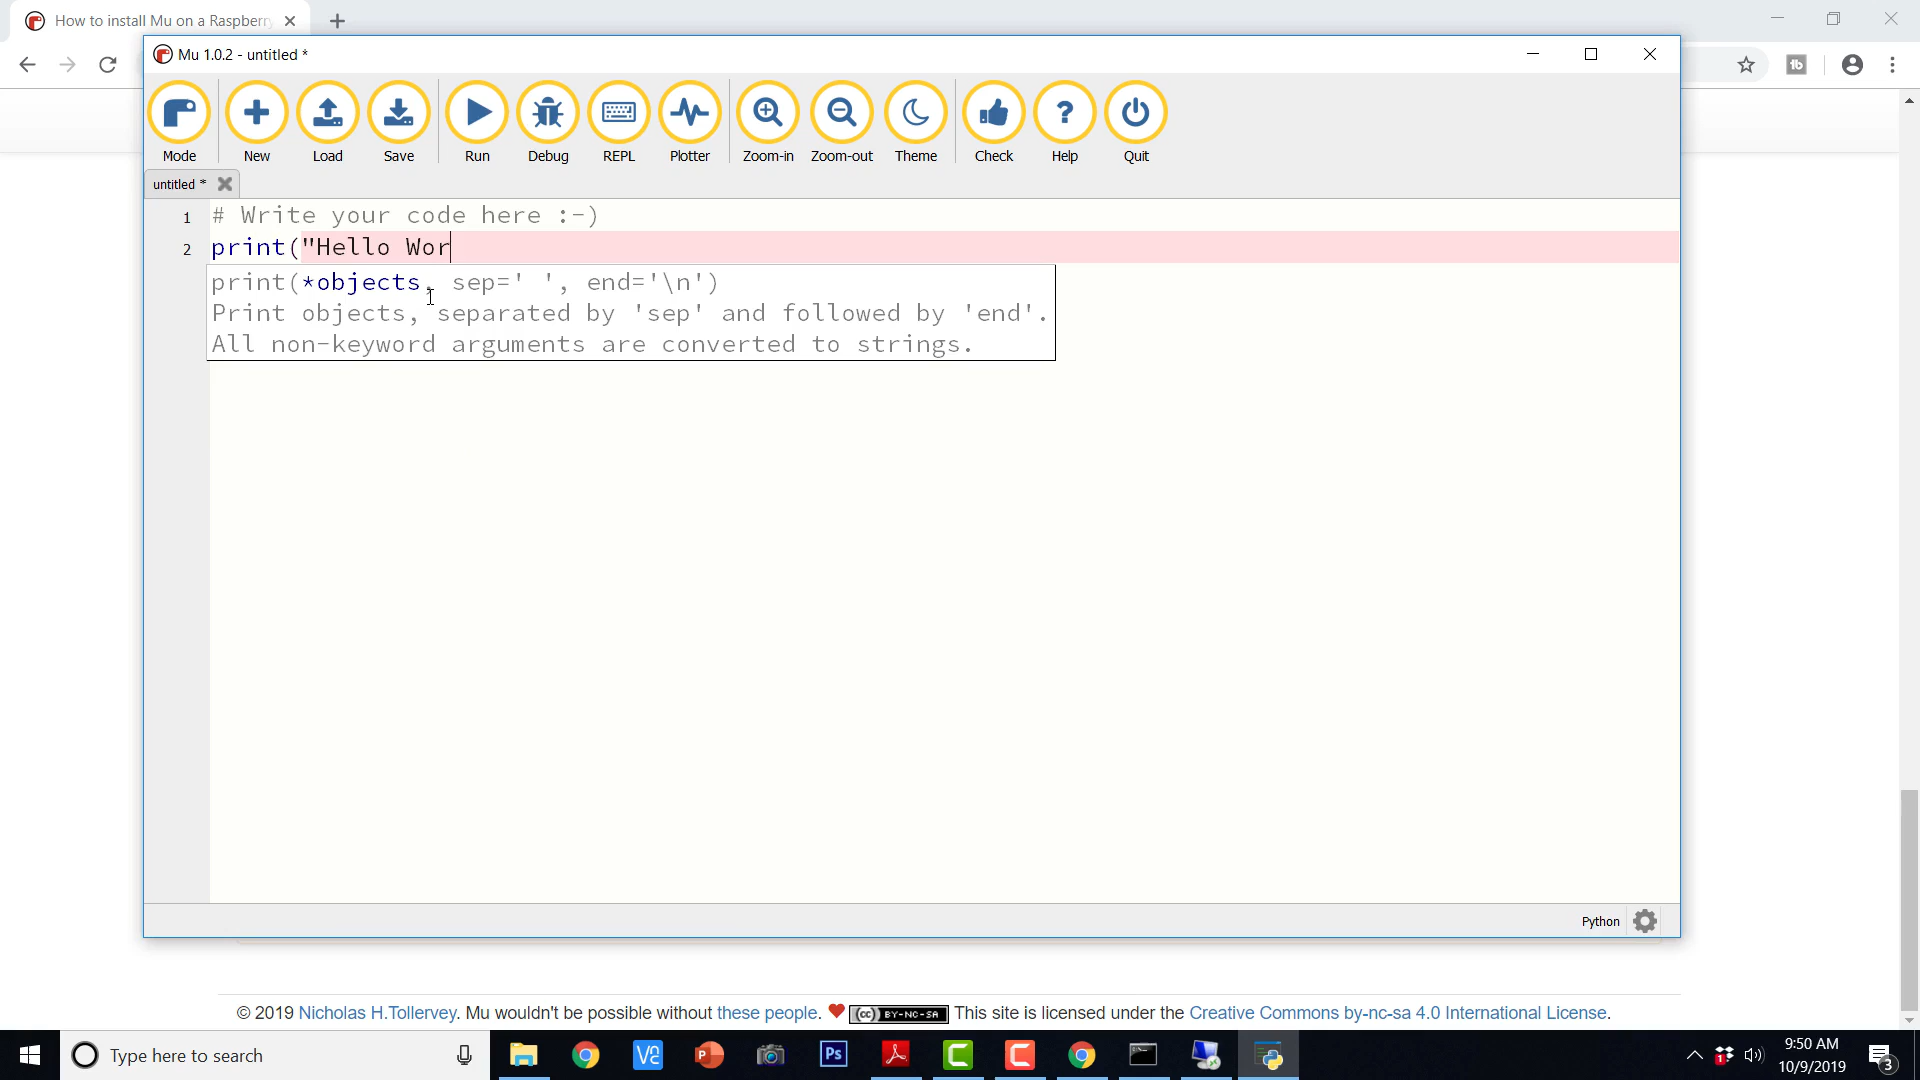 How to install Mu on a Raspberr
Mu 1.0.2 - untitled *
Mode New Load Save Run Debug REPL Plotter Zoom-in Zoom-out Theme Check Help Quit
untitled *
1 # Write your code here :-)
2 print("Hello Wor
print(*objects, sep=' ', end='\n')
Print objects, separated by 'sep' and followed by 'end'.
All non-keyword arguments are converted to strings.
Python
© 2019 Nicholas H.Tollervey. Mu wouldn't be possible without these people. ♥ (cc) BY-NC-SA This site is licensed under the Creative Commons by-nc-sa 4.0 International License.
Type here to search
Ps
9:50 AM
10/9/2019
3